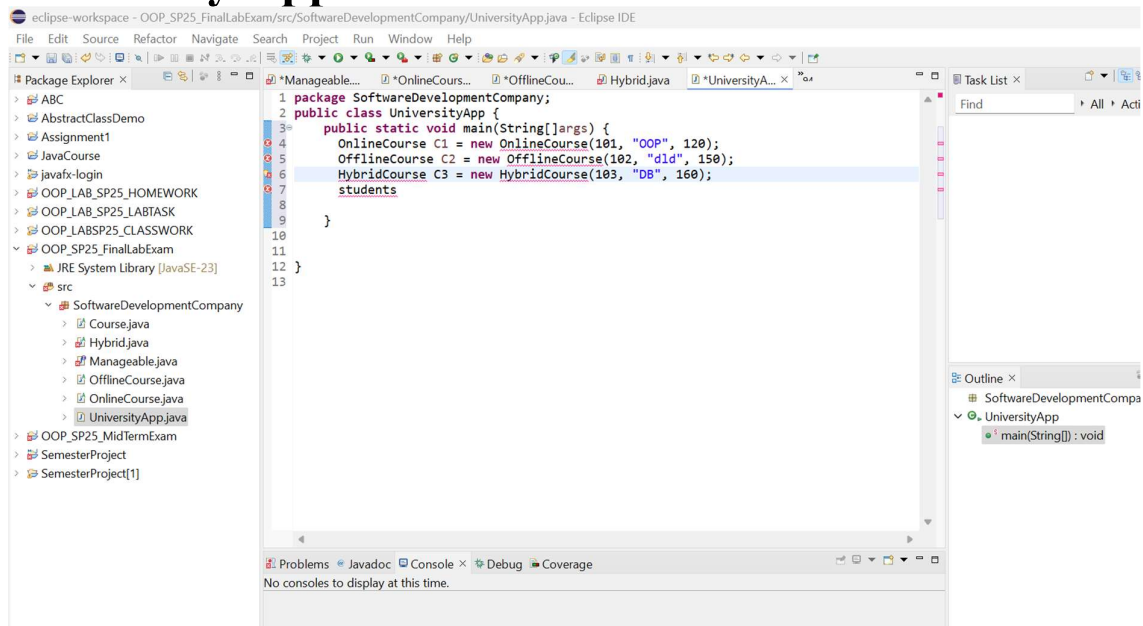 eclipse-workspace - OOP_SP25_FinalLabExam/src/SoftwareDevelopmentCompany/UniversityApp.java - Eclipse IDE
File Edit Source Refactor Navigate Search Project Run Window Help
Package Explorer
ABC
AbstractClassDemo
Assignment1
JavaCourse
javafx-login
OOP_LAB_SP25_HOMEWORK
OOP_LAB_SP25_LABTASK
OOP_LABSP25_CLASSWORK
OOP_SP25_FinalLabExam
JRE System Library [JavaSE-23]
src
SoftwareDevelopmentCompany
Course.java
Hybrid.java
Manageable.java
OfflineCourse.java
OnlineCourse.java
UniversityApp.java
OOP_SP25_MidTermExam
SemesterProject
SemesterProject[1]
*Manageable.... *OnlineCours... *OfflineCou... Hybrid.java *UniversityA...
1 package SoftwareDevelopmentCompany;
2 public class UniversityApp {
3 public static void main(String[]args) {
4 OnlineCourse C1 = new OnlineCourse(101, "OOP", 120);
5 OfflineCourse C2 = new OfflineCourse(102, "dld", 150);
6 HybridCourse C3 = new HybridCourse(103, "DB", 160);
7 students
8
9 }
10
11
12 }
13
Problems Javadoc Console Debug Coverage
No consoles to display at this time.
Task List
Find All Acti
Outline
SoftwareDevelopmentCompa
UniversityApp
main(String[]) : void